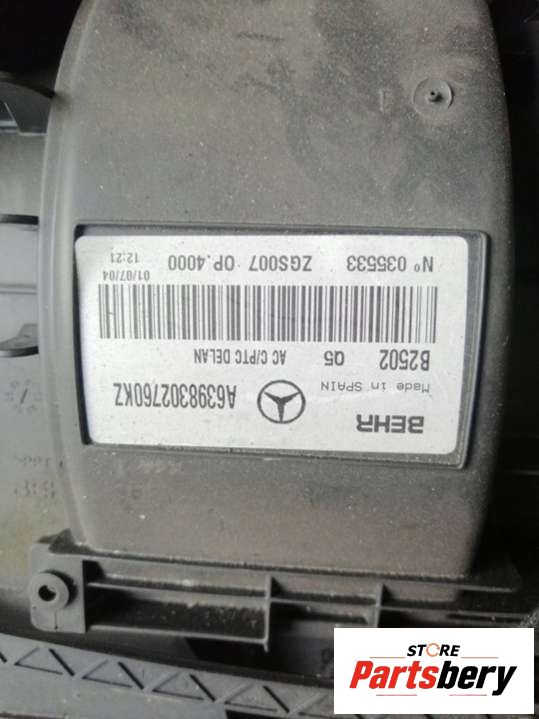 BEHR
A6398302760KZ
Made in SPAIN
B2502 Q5 AC C/PTC DELAN
Nº 035533 ZGS007 OP.4000 01/07/04
12:21
STORE
Partsbery